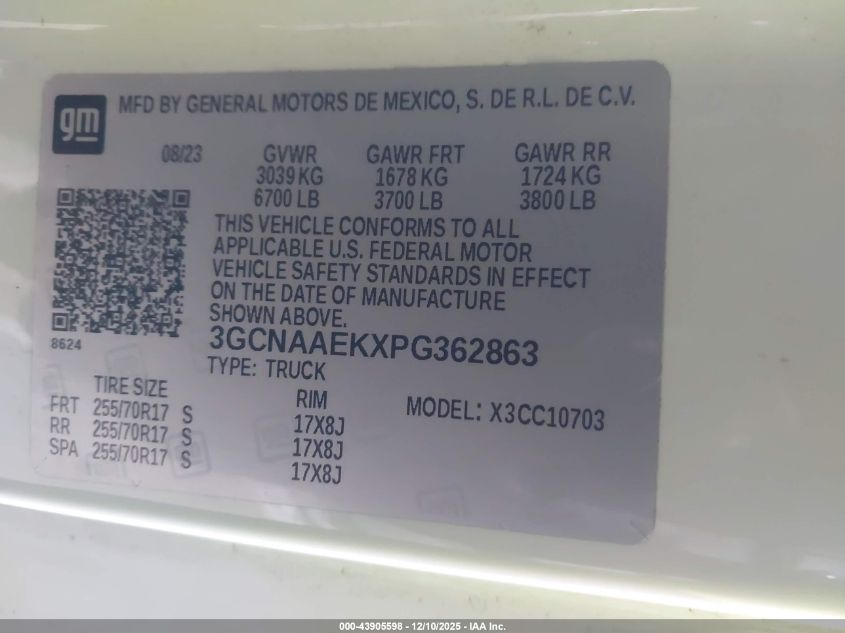 gm
MFD BY GENERAL MOTORS DE MEXICO, S. DE R.L. DE C.V.
08/23 GVWR GAWR FRT GAWR RR
3039 KG 1678 KG 1724 KG
6700 LB 3700 LB 3800 LB
THIS VEHICLE CONFORMS TO ALL
APPLICABLE U.S. FEDERAL MOTOR
VEHICLE SAFETY STANDARDS IN EFFECT
ON THE DATE OF MANUFACTURE
SHOWN ABOVE.
8624
3GCNAAEKXPG362863
TYPE: TRUCK
TIRE SIZE RIM MODEL: X3CC10703
FRT 255/70R17 S 17X8J
RR 255/70R17 S 17X8J
SPA 255/70R17 S 17X8J
000-43905598 - 12/10/2025 - IAA Inc.